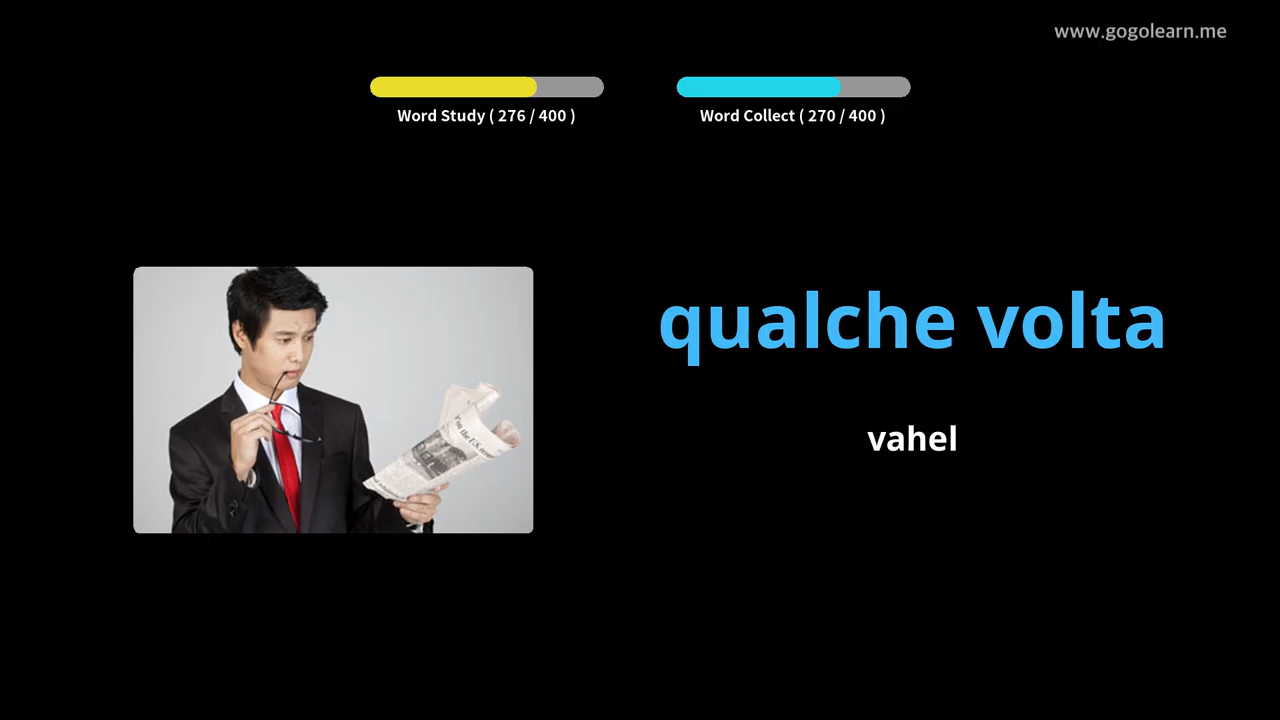 www.gogolearn.me
Word Study ( 276 / 400 )
Word Collect ( 270 / 400 )
qualche volta
vahel